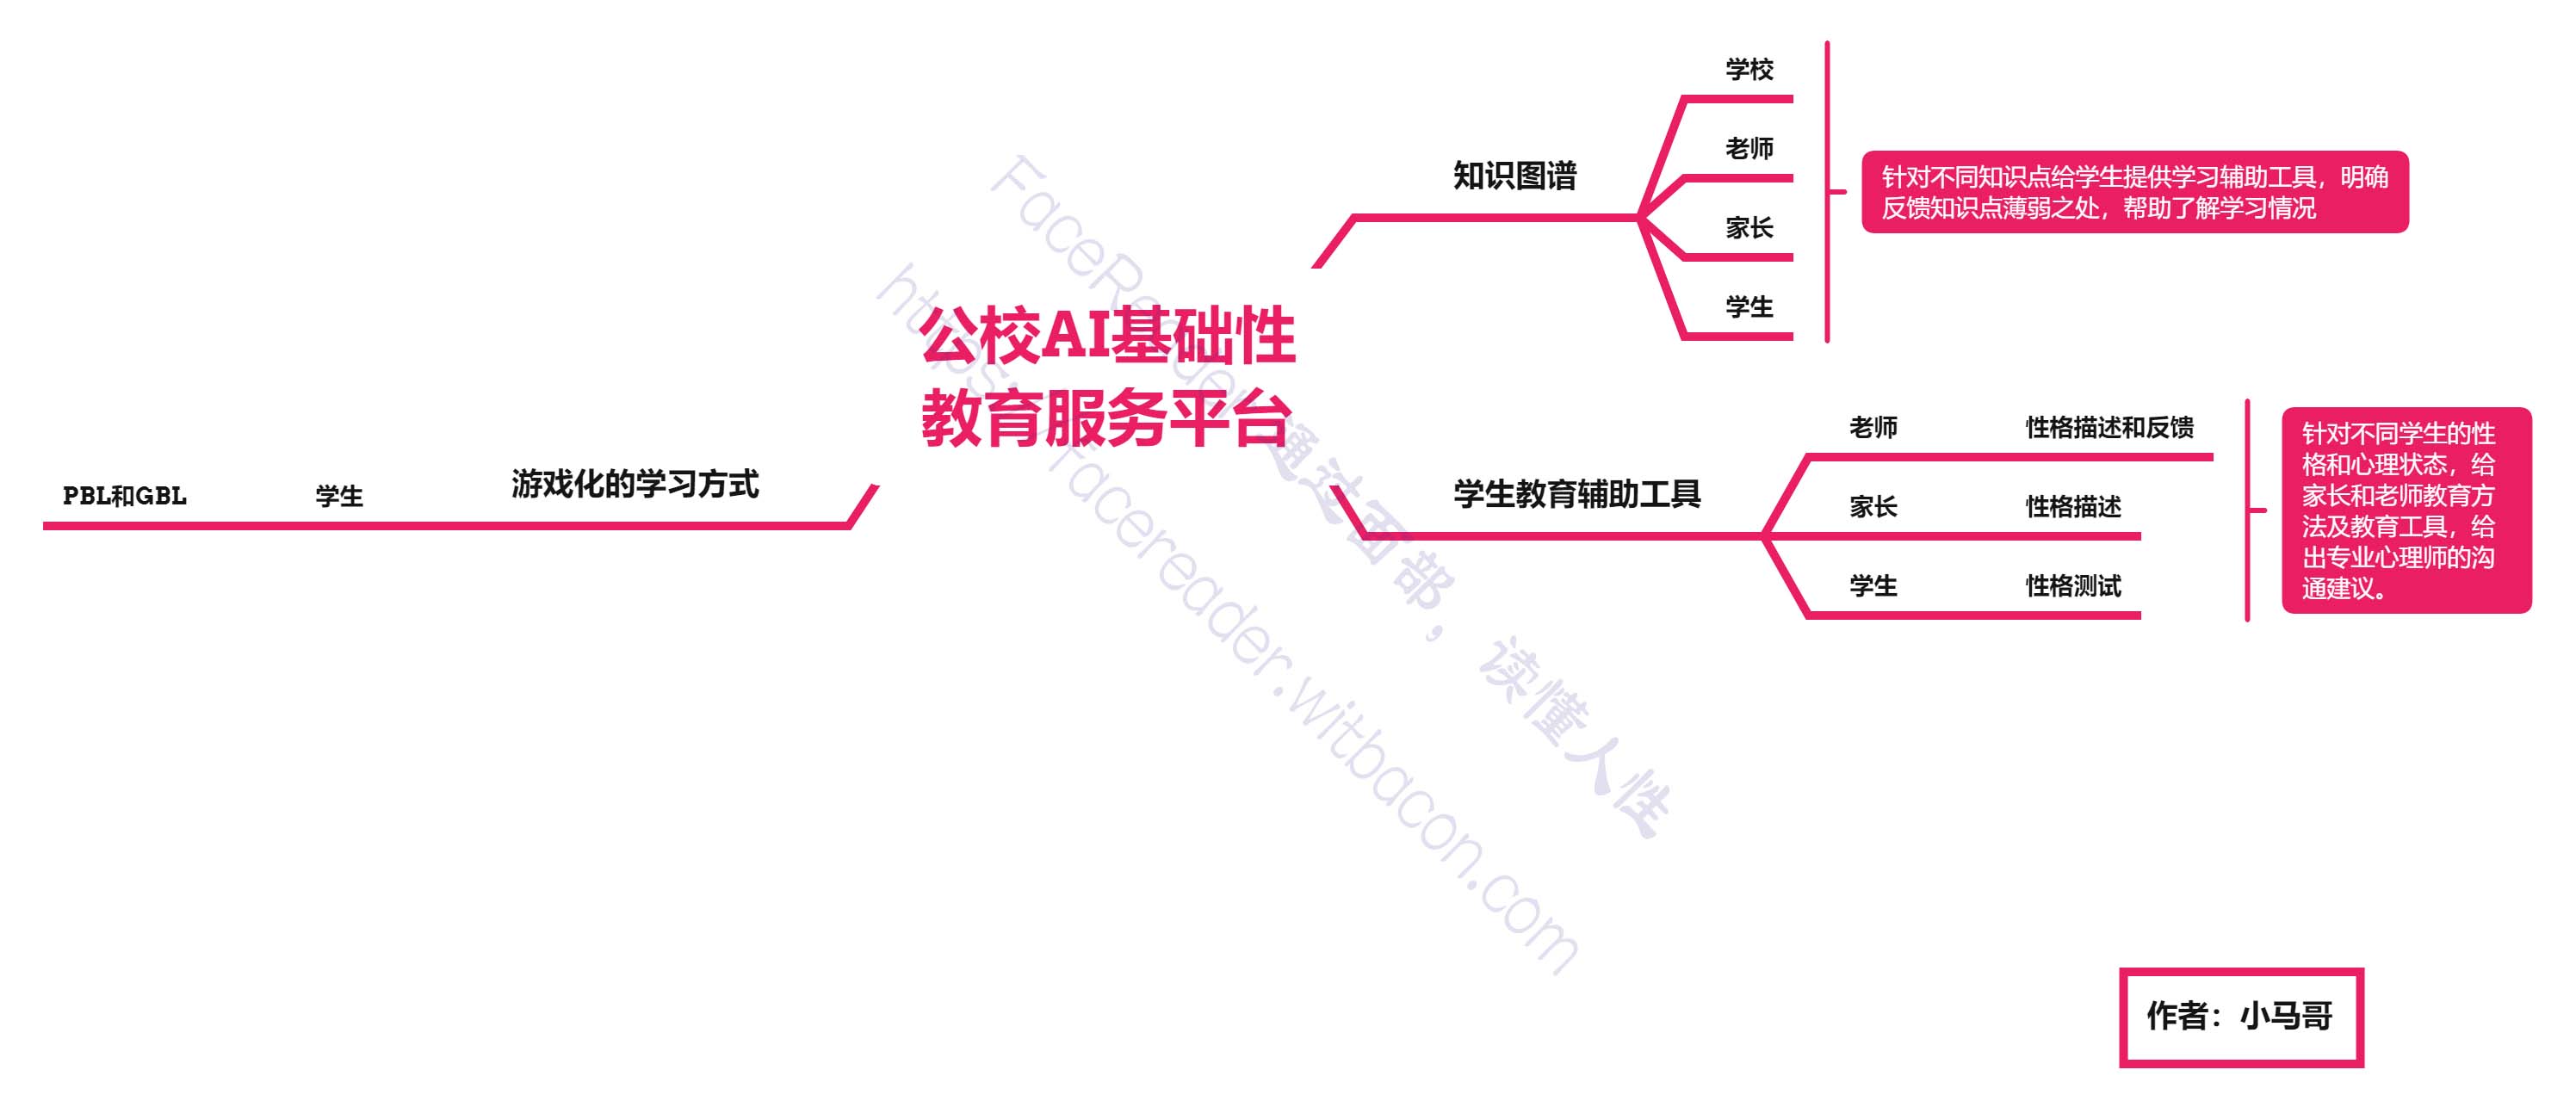 公校AI基础性
教育服务平台
知识图谱
学校
老师
家长
学生
针对不同知识点给学生提供学习辅助工具，明确
反馈知识点薄弱之处，帮助了解学习情况
学生教育辅助工具
老师 性格描述和反馈
家长 性格描述
学生 性格测试
针对不同学生的性
格和心理状态，给
家长和老师教育方
法及教育工具，给
出专业心理师的沟
通建议。
游戏化的学习方式
学生
PBL和GBL
FaceReader 通过面部，读懂人性
https://facereader.witbacon.com
作者：小马哥